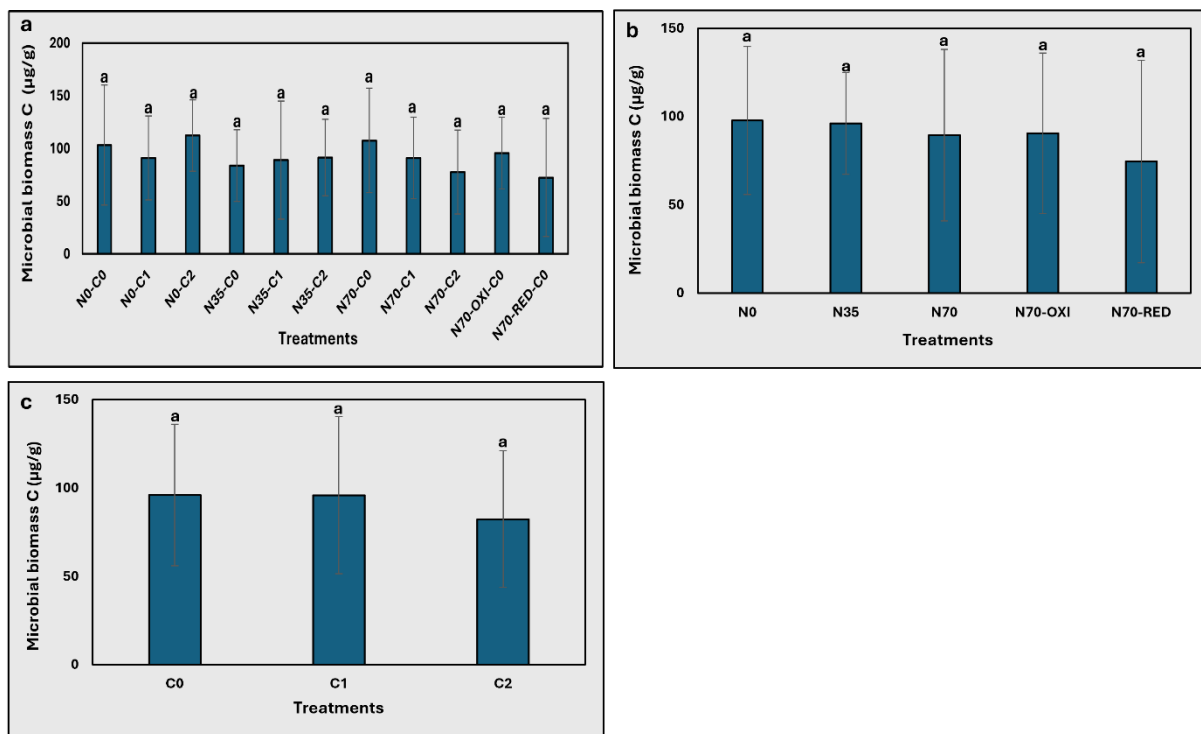 a
Microbial biomass C (µg/g)
200
150
100
50
0
a a a a a a a a a a a
N0-C0 N0-C1 N0-C2 N35-C0 N35-C1 N35-C2 N70-C0 N70-C1 N70-C2 N70-OXI-C0 N70-RED-C0
Treatments
b
Microbial biomass C (µg/g)
150
100
50
0
a a a a a
N0 N35 N70 N70-OXI N70-RED
Treatments
c
Microbial biomass C (µg/g)
150
100
50
0
a a a
C0 C1 C2
Treatments